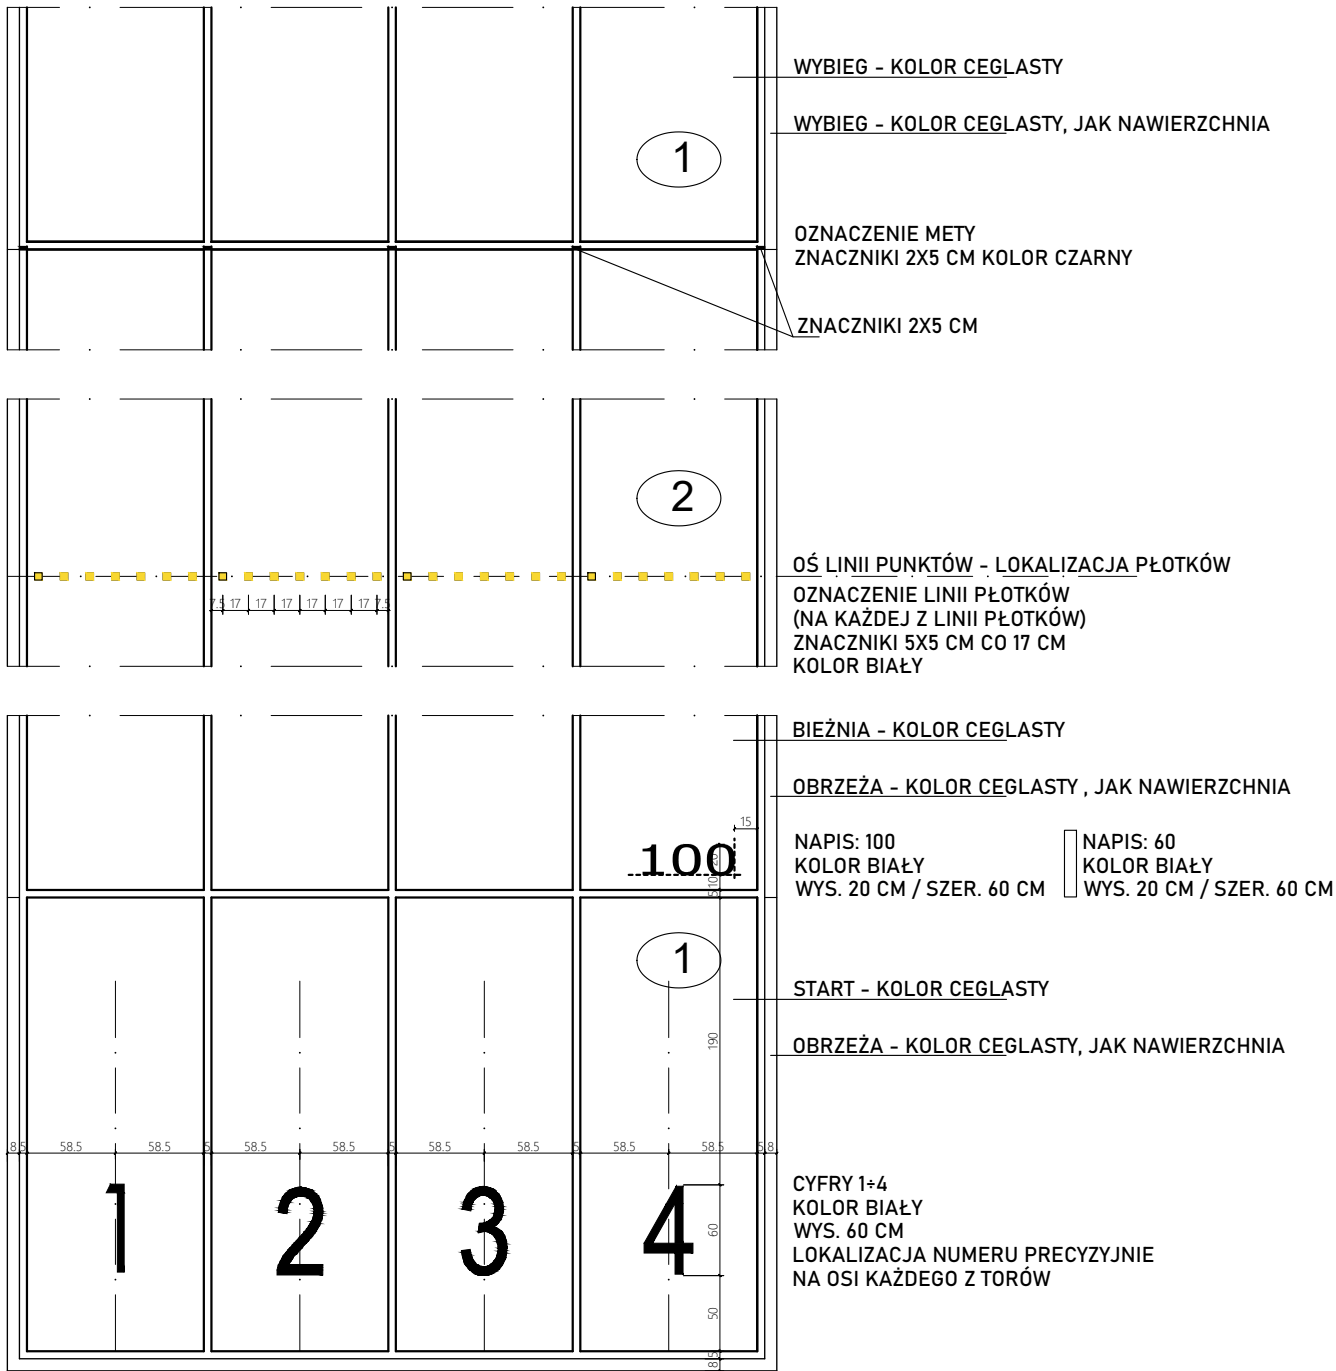 WYBIEG - KOLOR CEGLASTY
WYBIEG - KOLOR CEGLASTY, JAK NAWIERZCHNIA
1
OZNACZENIE METY
ZNACZNIKI 2X5 CM KOLOR CZARNY
ZNACZNIKI 2X5 CM
2
OŚ LINII PUNKTÓW - LOKALIZACJA PŁOTKÓW
OZNACZENIE LINII PŁOTKÓW
(NA KAŻDEJ Z LINII PŁOTKÓW)
ZNACZNIKI 5X5 CM CO 17 CM
KOLOR BIAŁY
7.5 17 17 17 17 17 17 7.5
BIEŻNIA - KOLOR CEGLASTY
OBRZEŻA - KOLOR CEGLASTY , JAK NAWIERZCHNIA
15
100
20
10
5
NAPIS: 100
KOLOR BIAŁY
WYS. 20 CM / SZER. 60 CM
NAPIS: 60
KOLOR BIAŁY
WYS. 20 CM / SZER. 60 CM
1
START - KOLOR CEGLASTY
190
OBRZEŻA - KOLOR CEGLASTY, JAK NAWIERZCHNIA
8 5 58.5 58.5 5 58.5 58.5 5 58.5 58.5 5 58.5 58.5 5 8
1 2 3 4
60
50
5
8
CYFRY 1÷4
KOLOR BIAŁY
WYS. 60 CM
LOKALIZACJA NUMERU PRECYZYJNIE
NA OSI KAŻDEGO Z TORÓW